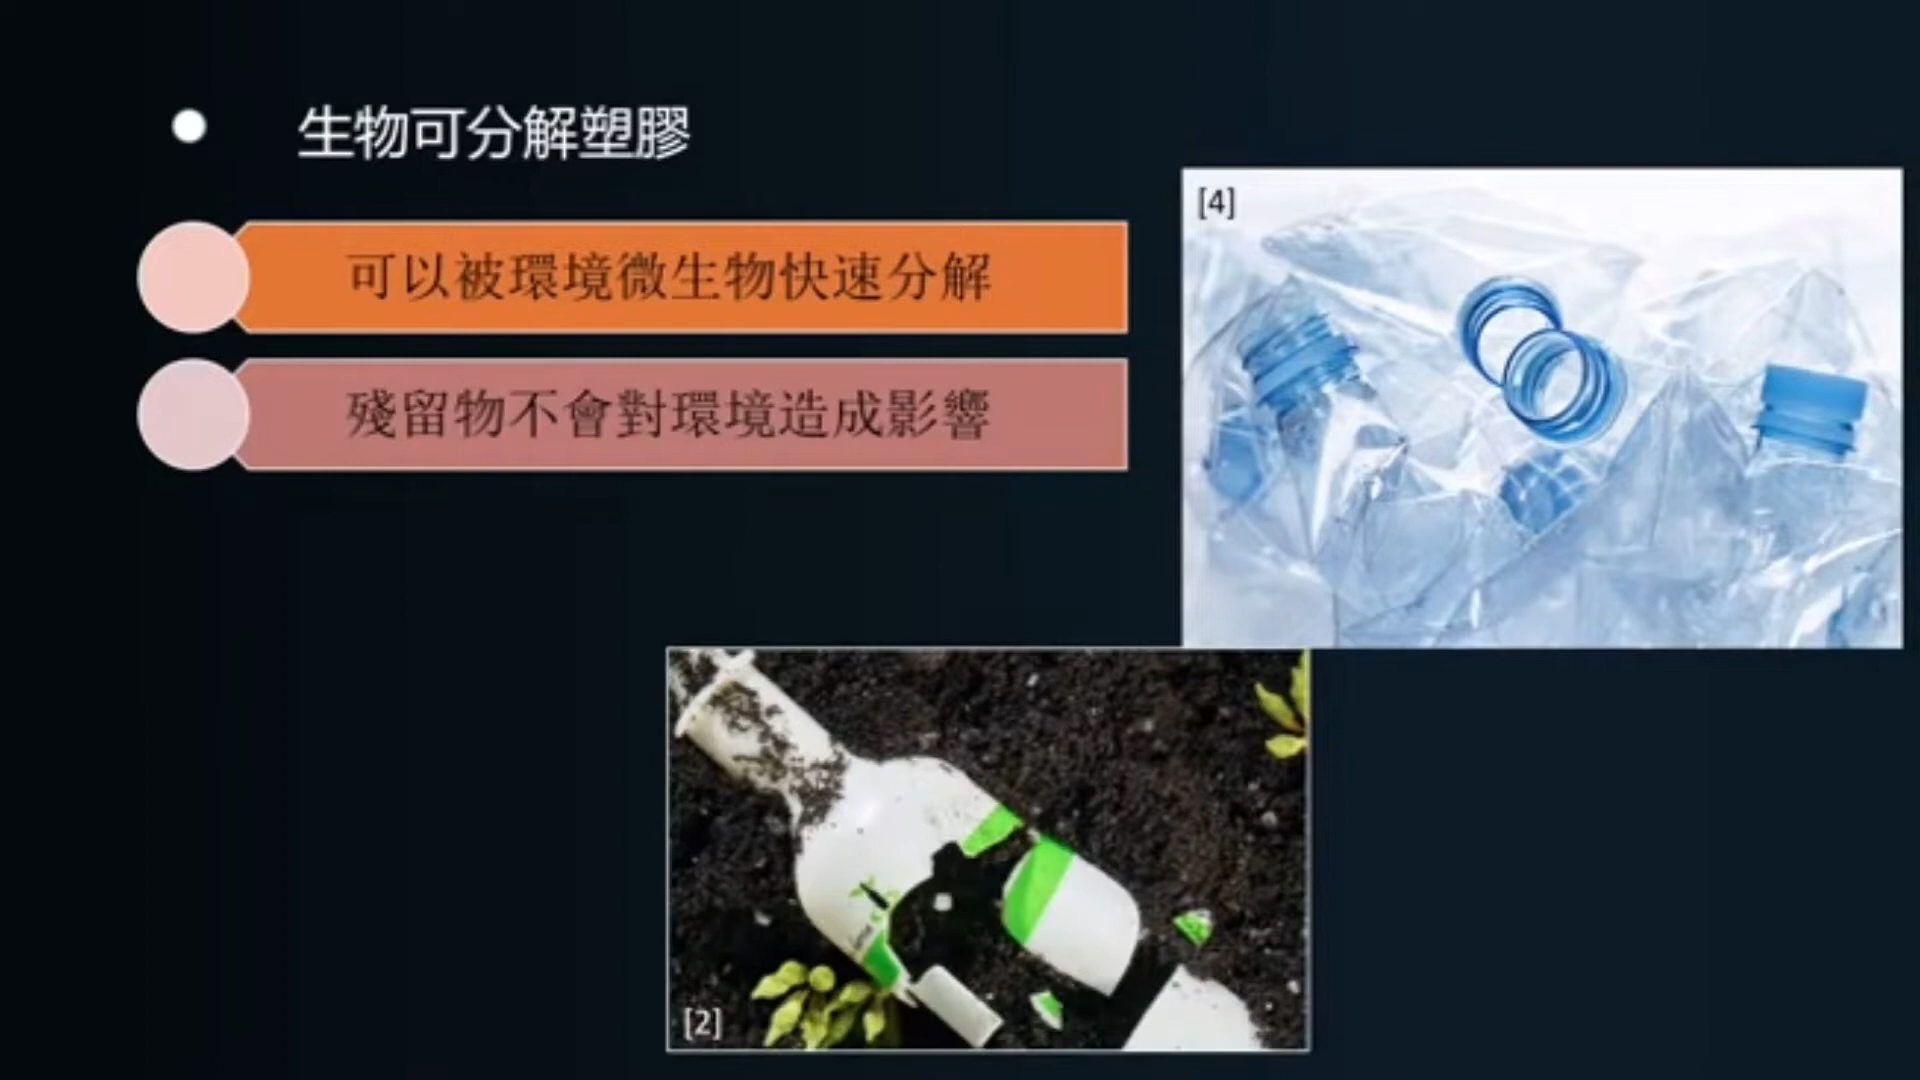 生物可分解塑膠
可以被環境微生物快速分解
殘留物不會對環境造成影響
[4]
[2]